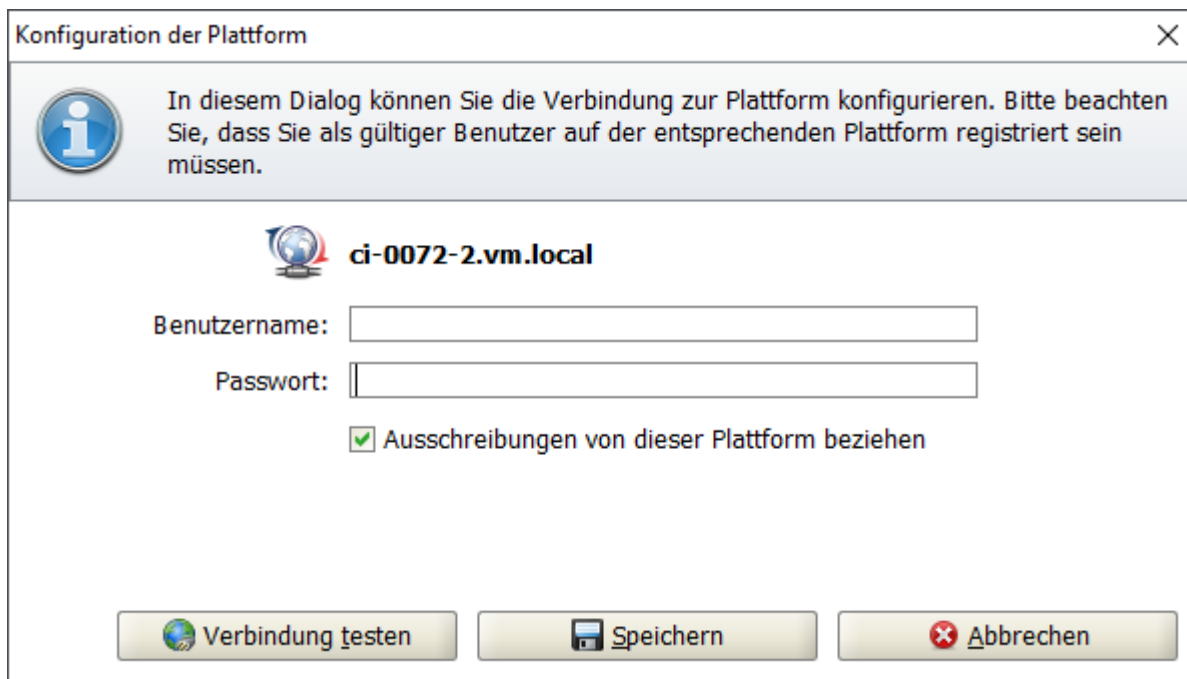 Konfiguration der Plattform
In diesem Dialog können Sie die Verbindung zur Plattform konfigurieren. Bitte beachten
Sie, dass Sie als gültiger Benutzer auf der entsprechenden Plattform registriert sein
müssen.
ci-0072-2.vm.local
Benutzername:
Passwort:
Ausschreibungen von dieser Plattform beziehen
Verbindung testen
Speichern
Abbrechen